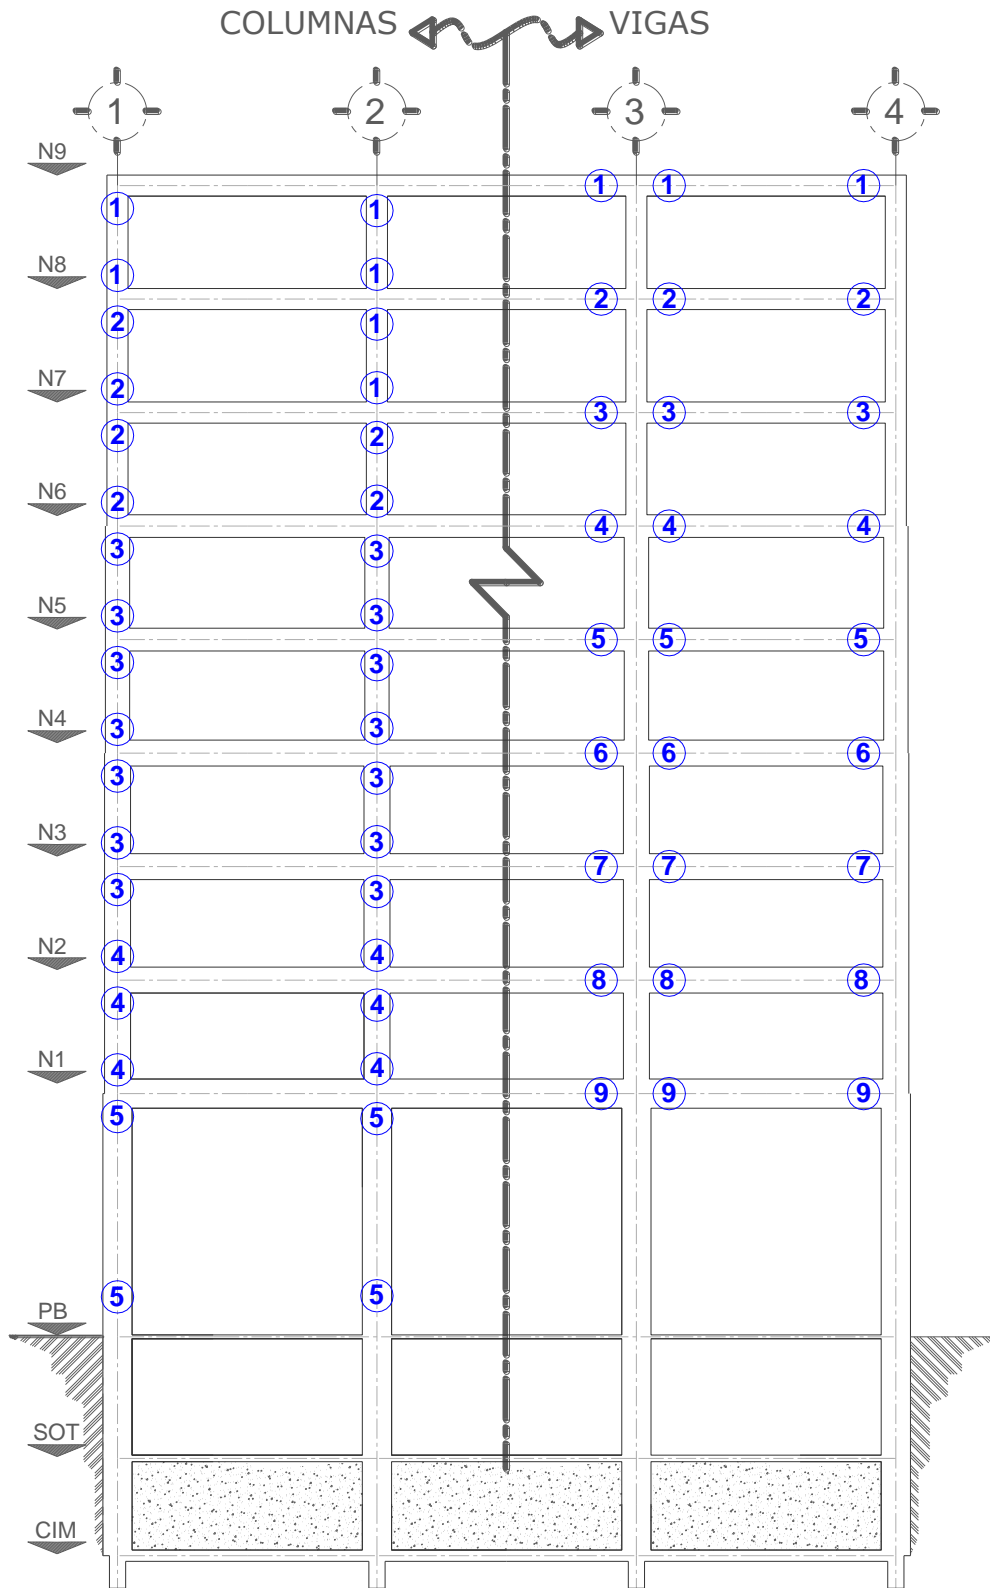 COLUMNAS VIGAS
1 2 3 4
N9
1 1 1
1 1
N8
1 1
2 2 2
2 1
N7
2 1
3 3 3
2 2
N6
2 2
4 4 4
3 3
N5
3 3
5 5 5
3 3
N4
3 3
6 6 6
3 3
N3
3 3
7 7 7
3 3
N2
4 4
8 8 8
4 4
N1
4 4
9 9 9
5 5
5 5
PB
SOT
CIM